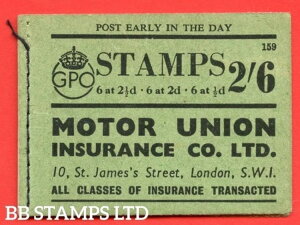 POST EARLY IN THE DAY
159
GPO
STAMPS 2/6
6 at 2½d · 6 at 2d · 6 at ½d
MOTOR UNION
INSURANCE CO. LTD.
10, St. James's Street, London, S.W.1.
ALL CLASSES OF INSURANCE TRANSACTED
BB STAMPS LTD